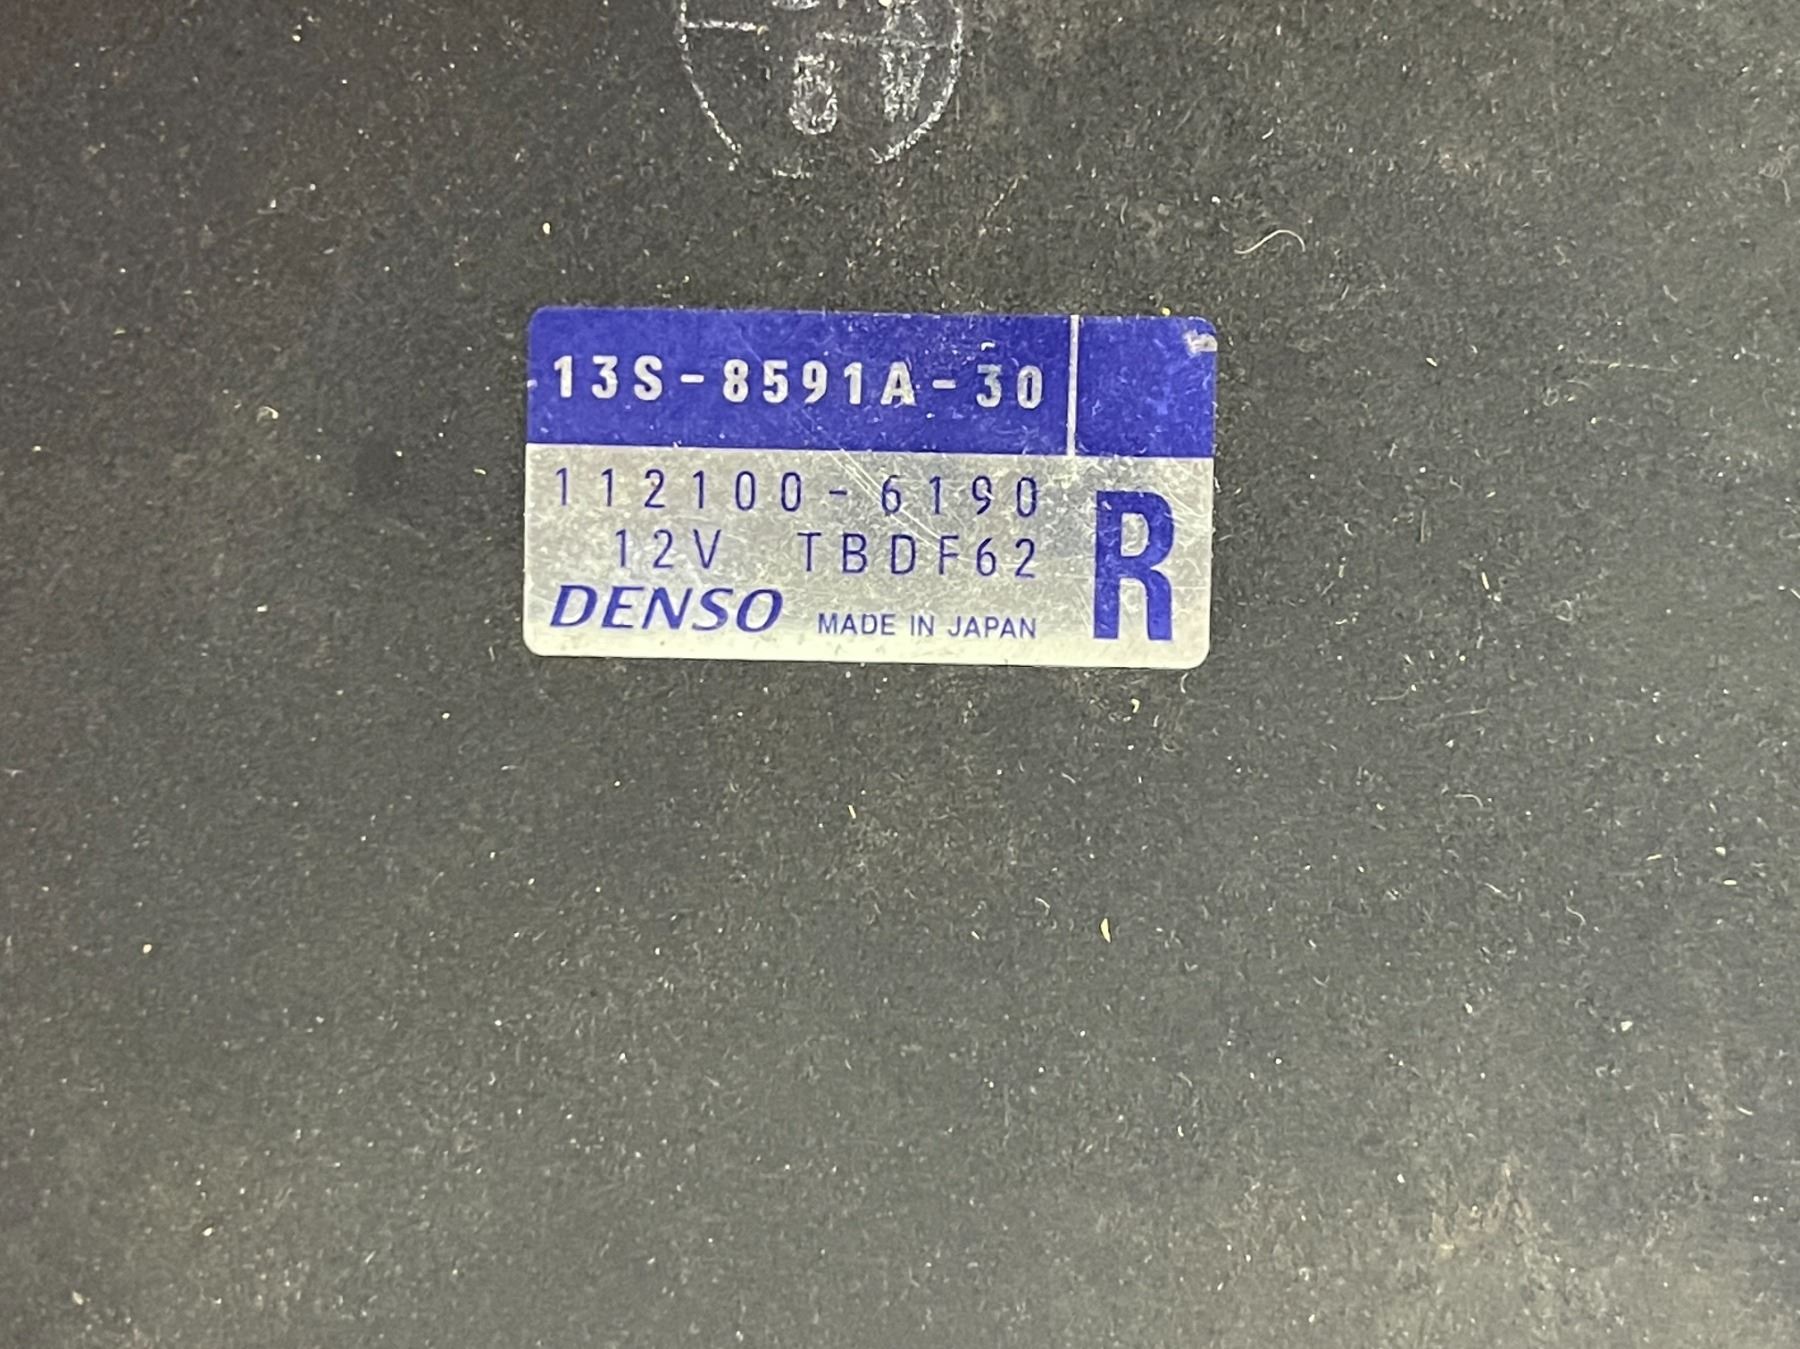 13S-8591A-30
112100-6190
12V TBDF62
R
DENSO MADE IN JAPAN